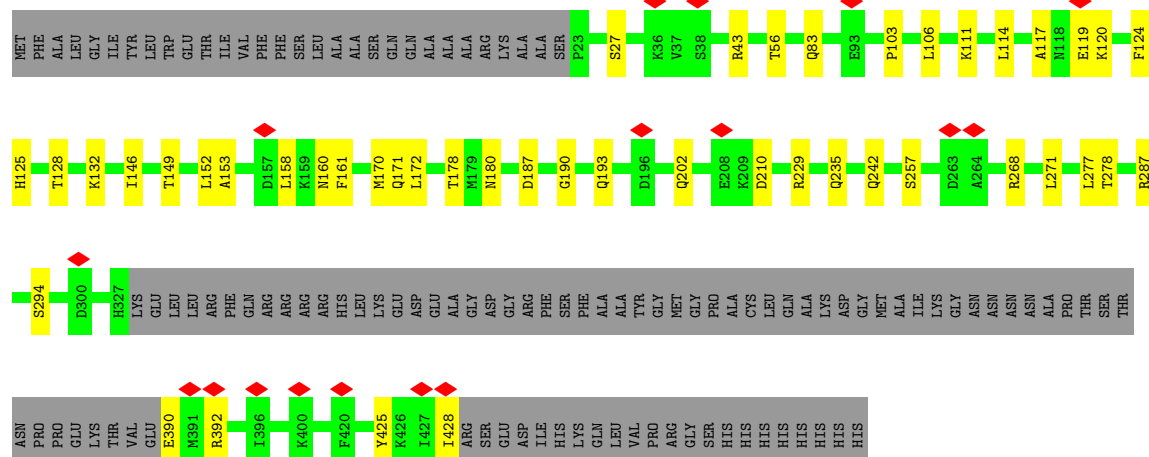 MET PHE ALA LEU GLY ILE TYR LEU TRP GLU THR ILE VAL PHE PHE SER LEU ALA ALA SER GLN GLN ALA ALA ALA ARG LYS ALA ALA SER P23 S27 K36 V37 S38 R43 T56 Q83 E93 P103 L106 K111 L114 A117 N118 E119 K120 F124
H125 T128 K132 I146 T149 L152 A153 D157 L158 K159 N160 F161 M170 Q171 L172 T178 M179 N180 D187 G190 Q193 D196 Q202 E208 K209 D210 R229 Q235 Q242 S257 D263 A264 R268 L271 L277 T278 R287
S294 D300 H327 LYS GLU LEU LEU ARG PHE GLN ARG ARG ARG ARG HIS LEU LYS GLU ASP GLU ALA GLY ASP GLY ARG PHE SER PHE ALA ALA TYR GLY MET GLY PRO ALA CYS LEU GLN ALA LYS ASP GLY MET ALA ILE LYS GLY ASN ASN ASN ASN ALA PRO THR SER THR
ASN PRO PRO GLU LYS THR VAL GLU E390 M391 R392 I396 K400 F420 Y425 K426 I427 I428 ARG SER GLU ASP ILE HIS LYS GLN LEU VAL PRO ARG GLY SER HIS HIS HIS HIS HIS HIS HIS HIS